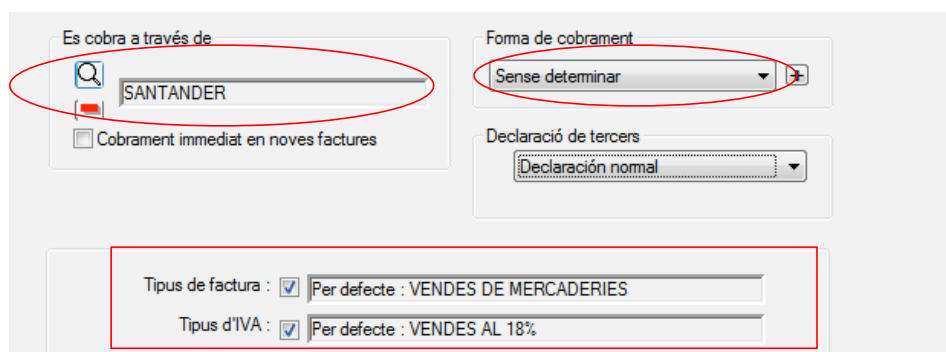 Es cobra a través de
SANTANDER
Cobrament immediat en noves factures
Forma de cobrament
Sense determinar
Declaració de tercers
Declaración normal
Tipus de factura : Per defecte : VENDES DE MERCADERIES
Tipus d'IVA : Per defecte : VENDES AL 18%